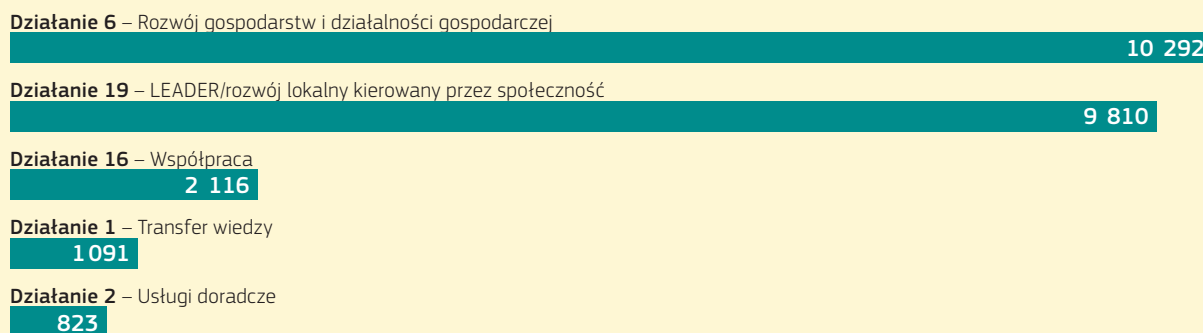 Działanie 6 – Rozwój gospodarstw i działalności gospodarczej
10 292
Działanie 19 – LEADER/rozwój lokalny kierowany przez społeczność
9 810
Działanie 16 – Współpraca
2 116
Działanie 1 – Transfer wiedzy
1 091
Działanie 2 – Usługi doradcze
823